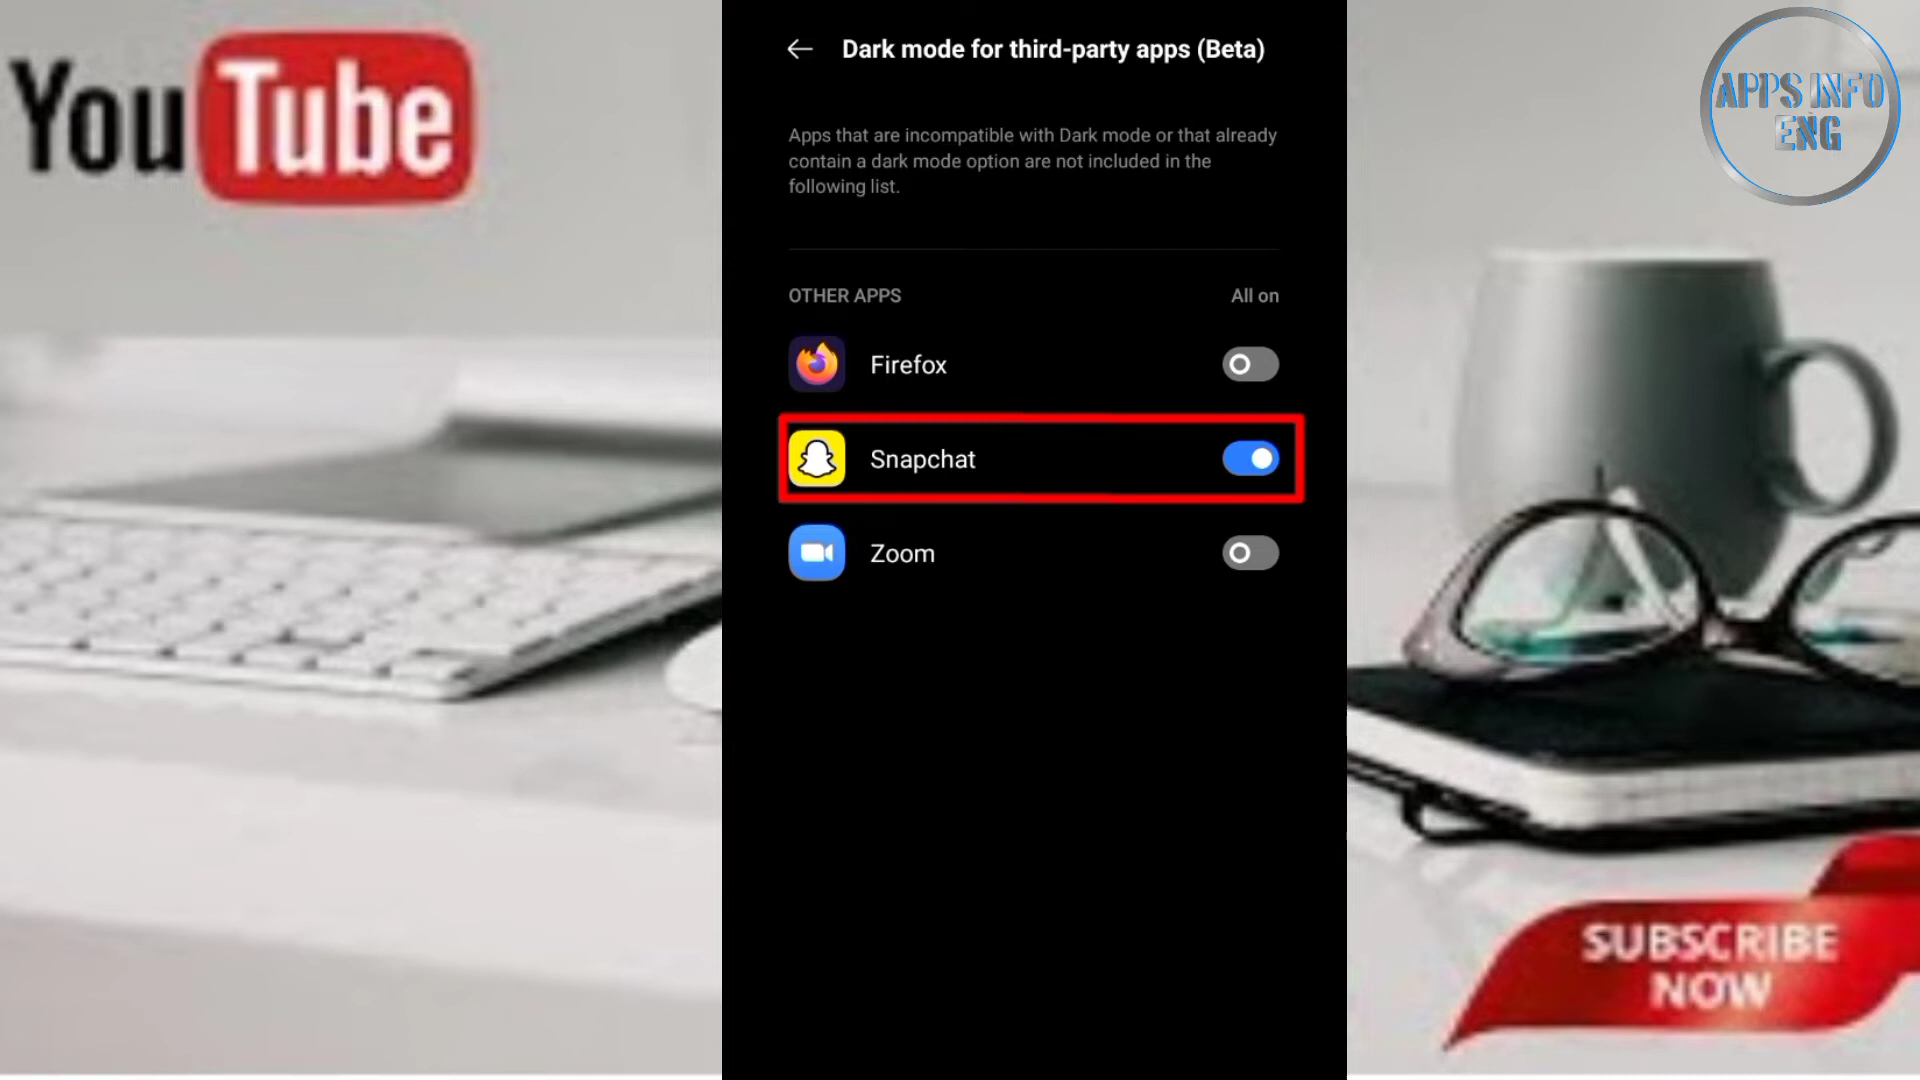 YouTube
APPS INFO
ENG
Dark mode for third-party apps (Beta)
Apps that are incompatible with Dark mode or that already
contain a dark mode option are not included in the
following list.
OTHER APPS
All on
Firefox
Snapchat
Zoom
SUBSCRIBE
NOW